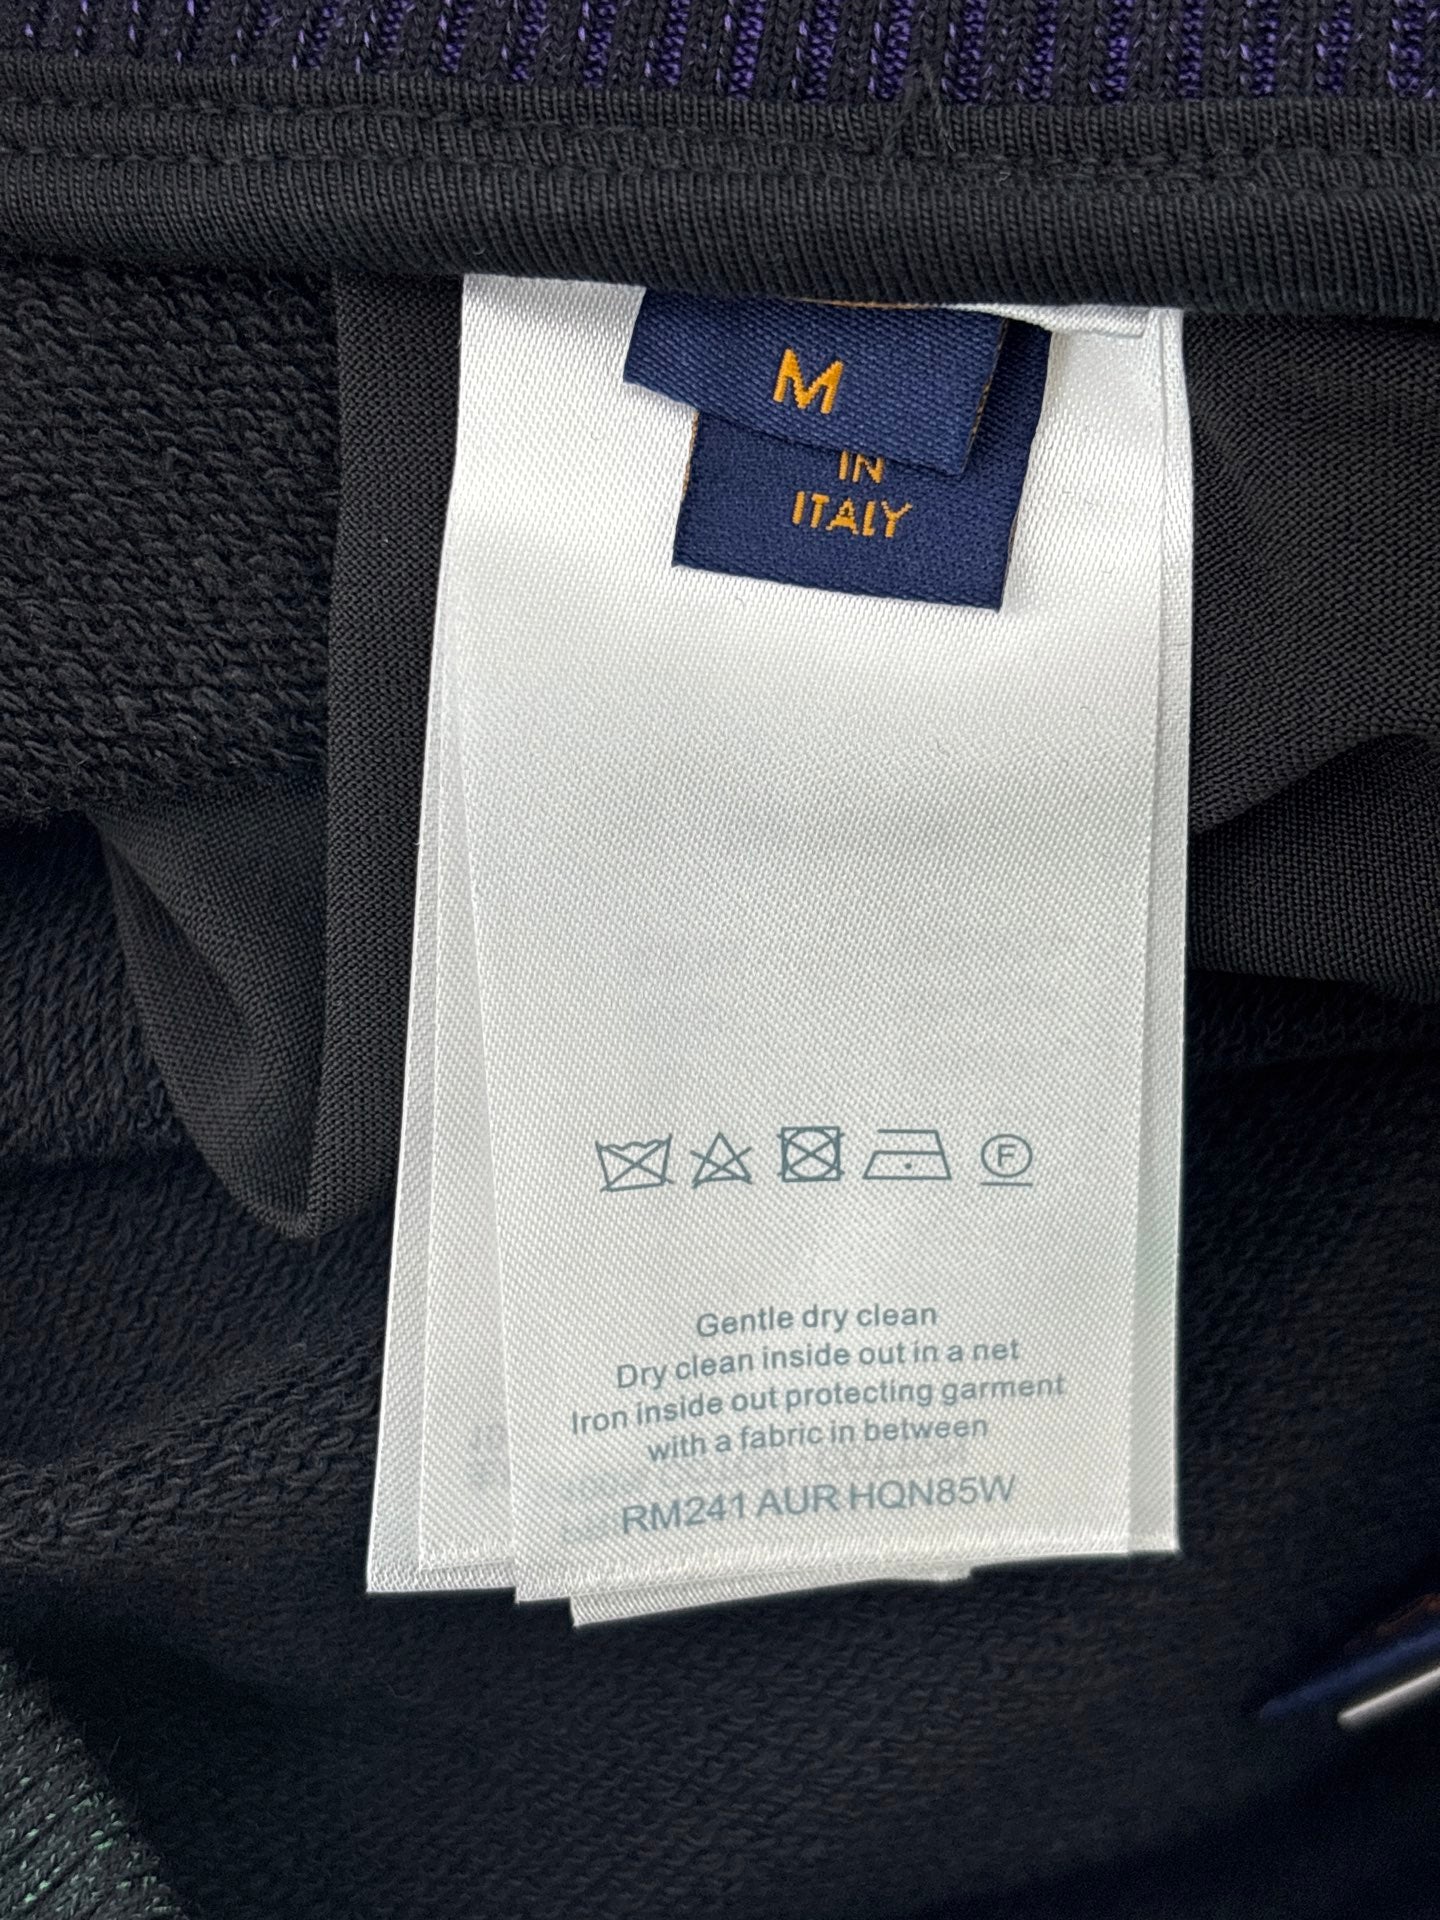 M
IN
ITALY
F
Gentle dry clean
Dry clean inside out in a net
Iron inside out protecting garment
with a fabric in between
RM241 AUR HQN85W